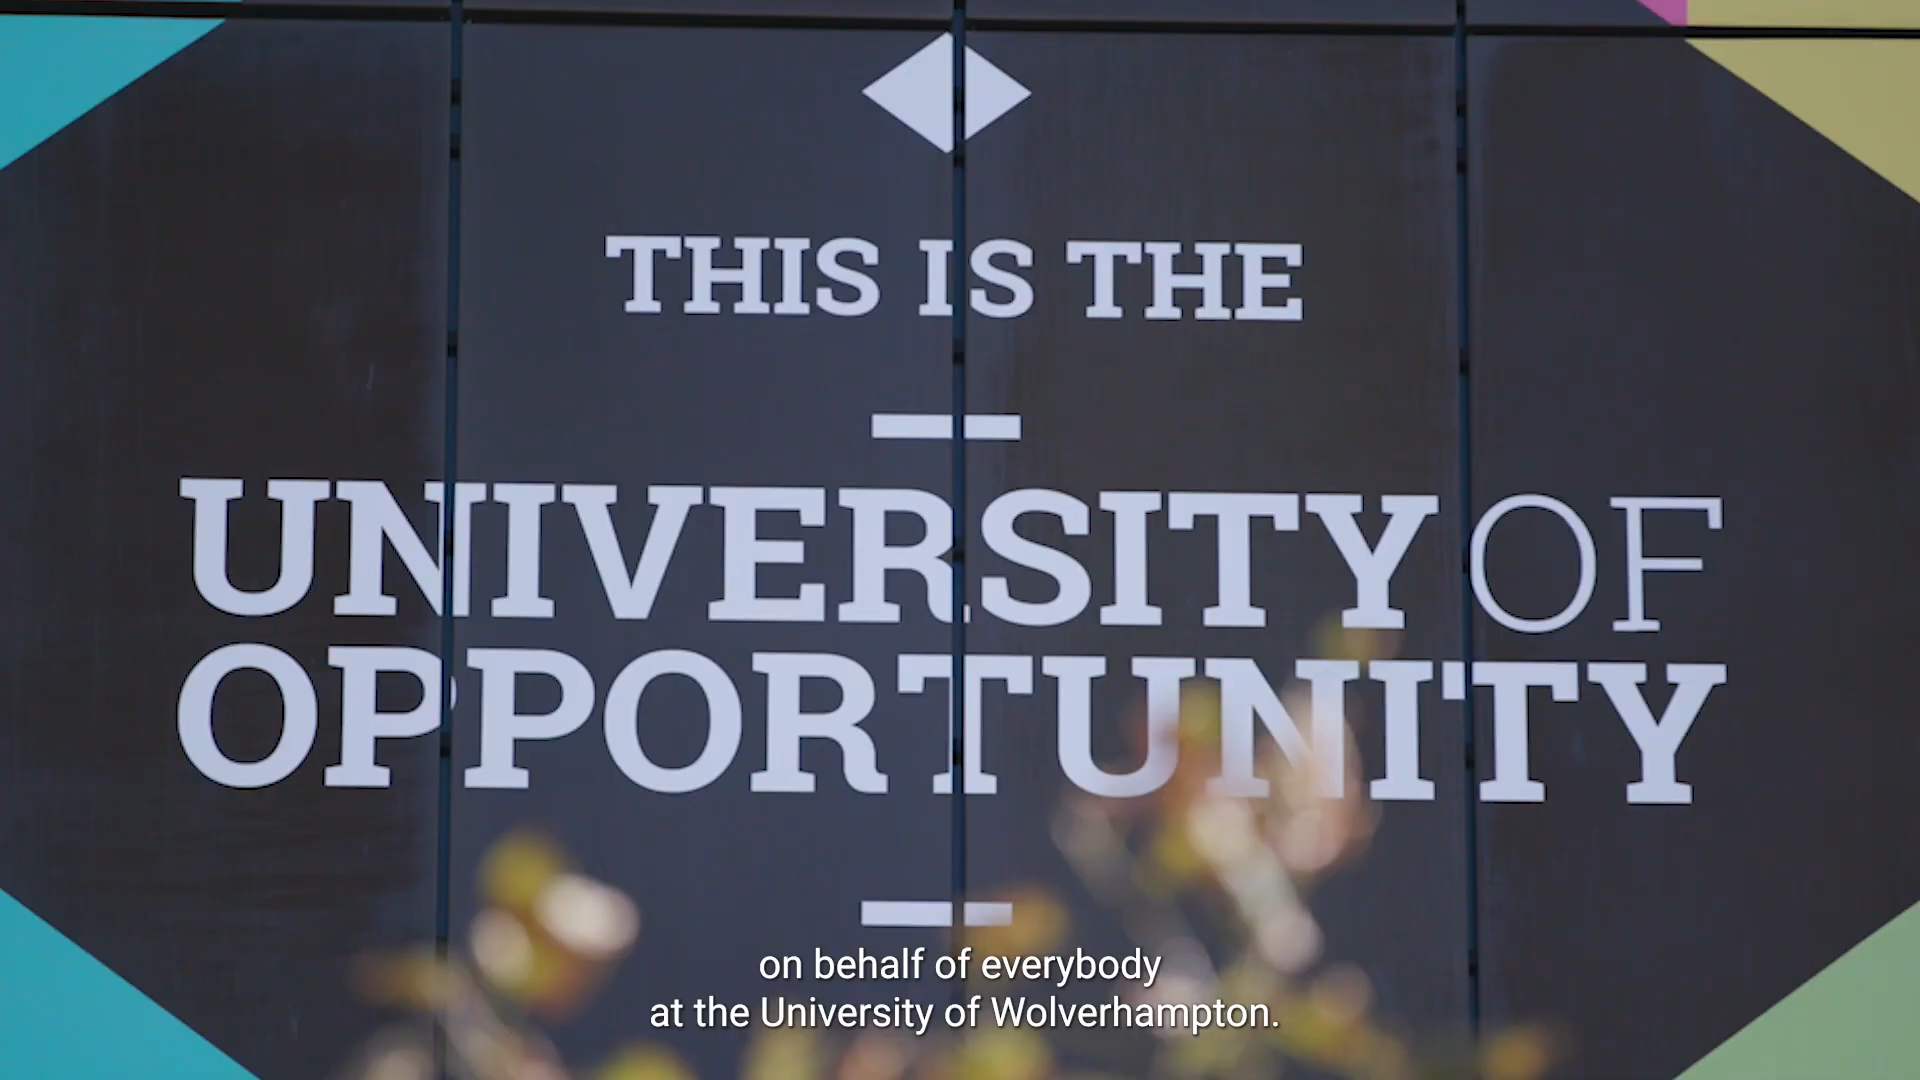 THIS IS THE
UNIVERSITY OF
OPPORTUNITY
on behalf of everybody
at the University of Wolverhampton.